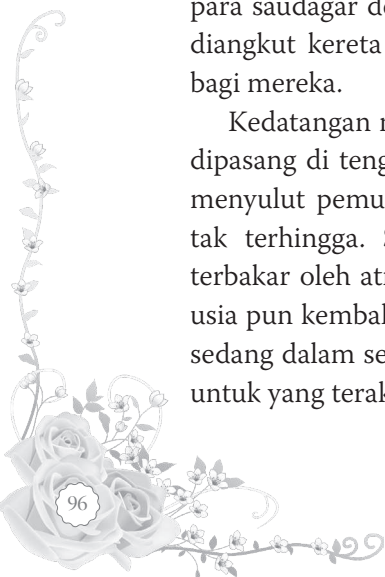 para saudagar de
diangkut kereta
bagi mereka.
Kedatangan
dipasang di teng
menyulut pemu
tak terhingga.
terbakar oleh at
usia pun kembal
sedang dalam se
untuk yang terak
96